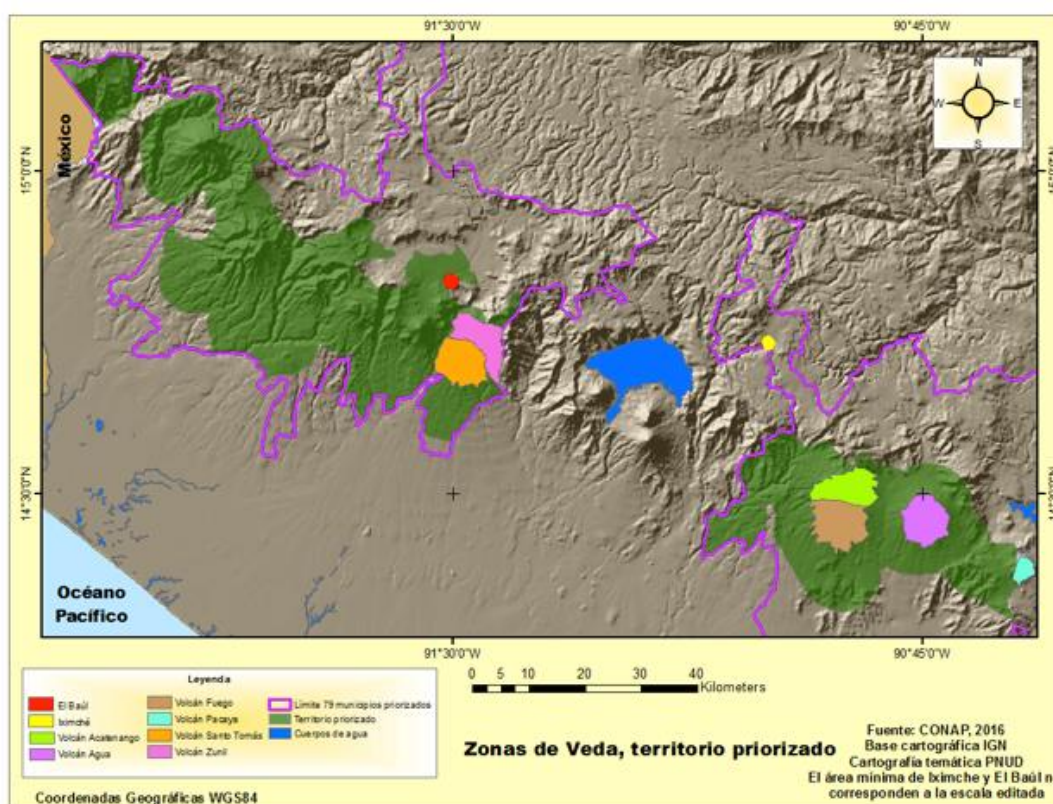 91°30'0"W 90°45'0"W
México
N
W E
S
15°0'0"N
14°30'0"N
Océano
Pacífico
91°30'0"W 90°45'0"W
Leyenda
El Baúl
Iximché
Volcán Acatenango
Volcán Agua
Volcán Fuego
Volcán Pacaya
Volcán Santo Tomás
Volcán Zunil
Límite 79 municipios priorizados
Territorio priorizado
Cuerpos de agua
0 5 10 20 30 40
Kilometers
Zonas de Veda, territorio priorizado
Fuente: CONAP, 2016
Base cartográfica IGN
Cartografía temática PNUD
El área mínima de Iximche y El Baúl n
corresponden a la escala editada
Coordenadas Geográficas WGS84